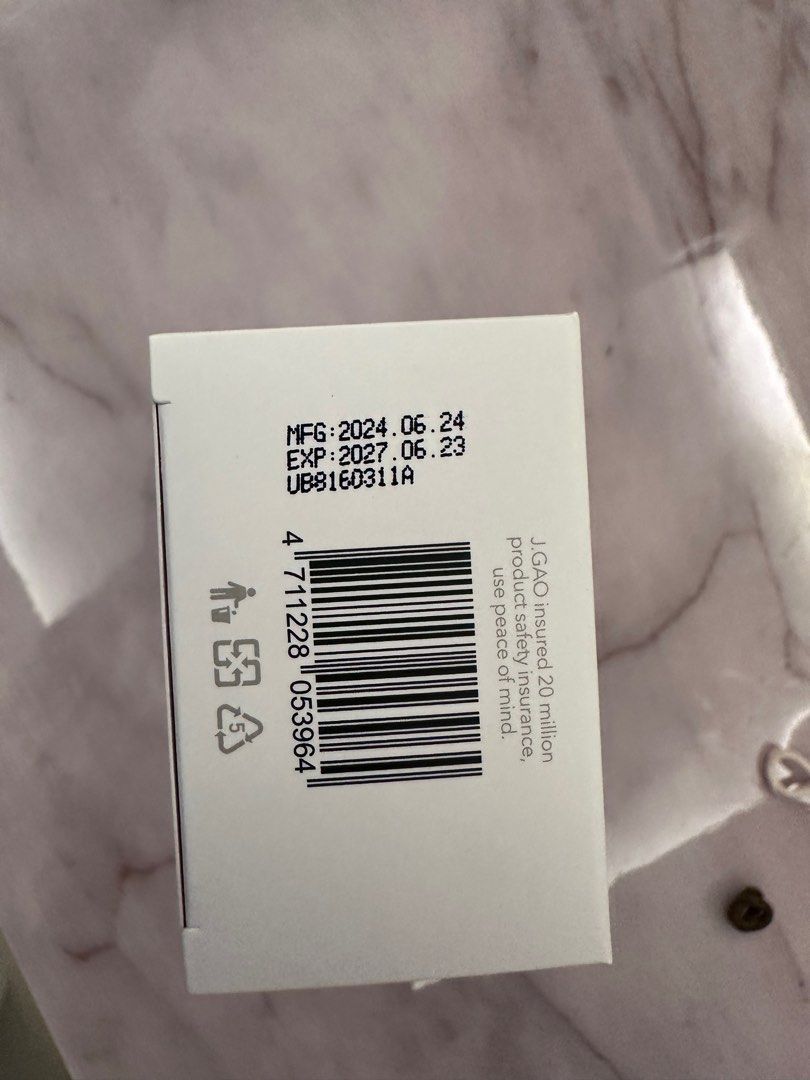 MFG:2024.06.24
EXP:2027.06.23
UB8160311A
J.GAO insured 20 million
product safety insurance,
use peace of mind.
4 711228 053964
5